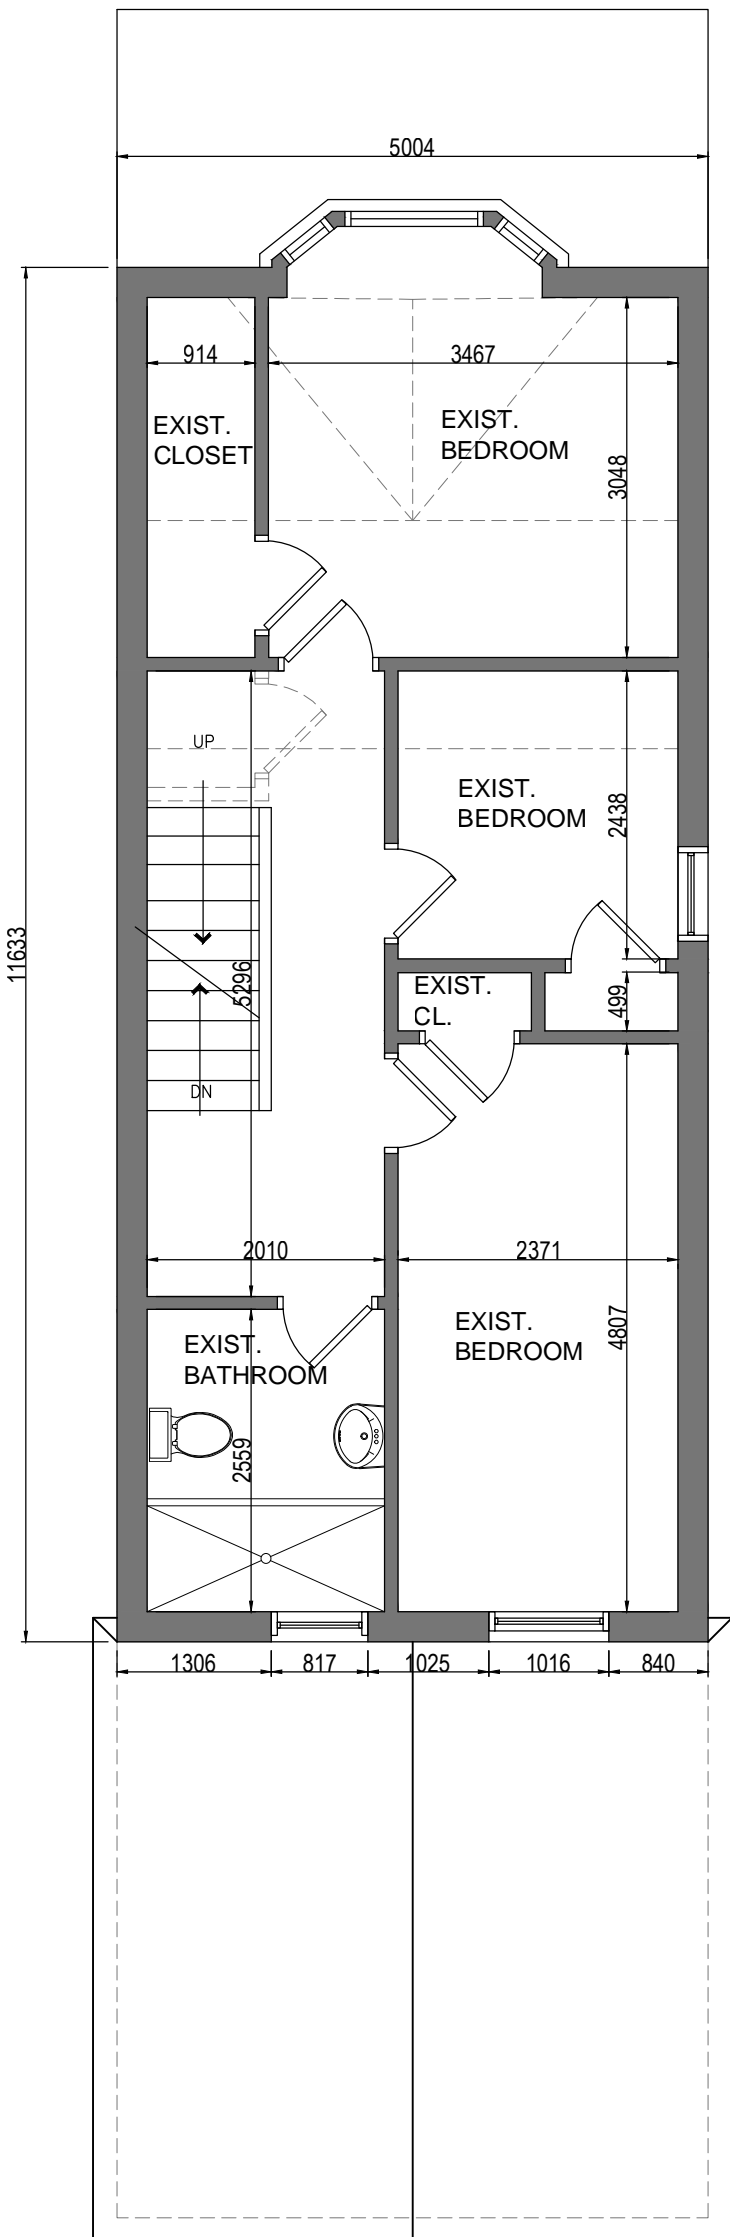 5004
914
3467
EXIST.
CLOSET
EXIST.
BEDROOM
3048
UP
EXIST.
BEDROOM
2438
11633
5296
EXIST.
CL.
499
DN
2010
2371
EXIST.
BATHROOM
EXIST.
BEDROOM
4807
2559
1306
817
1025
1016
840